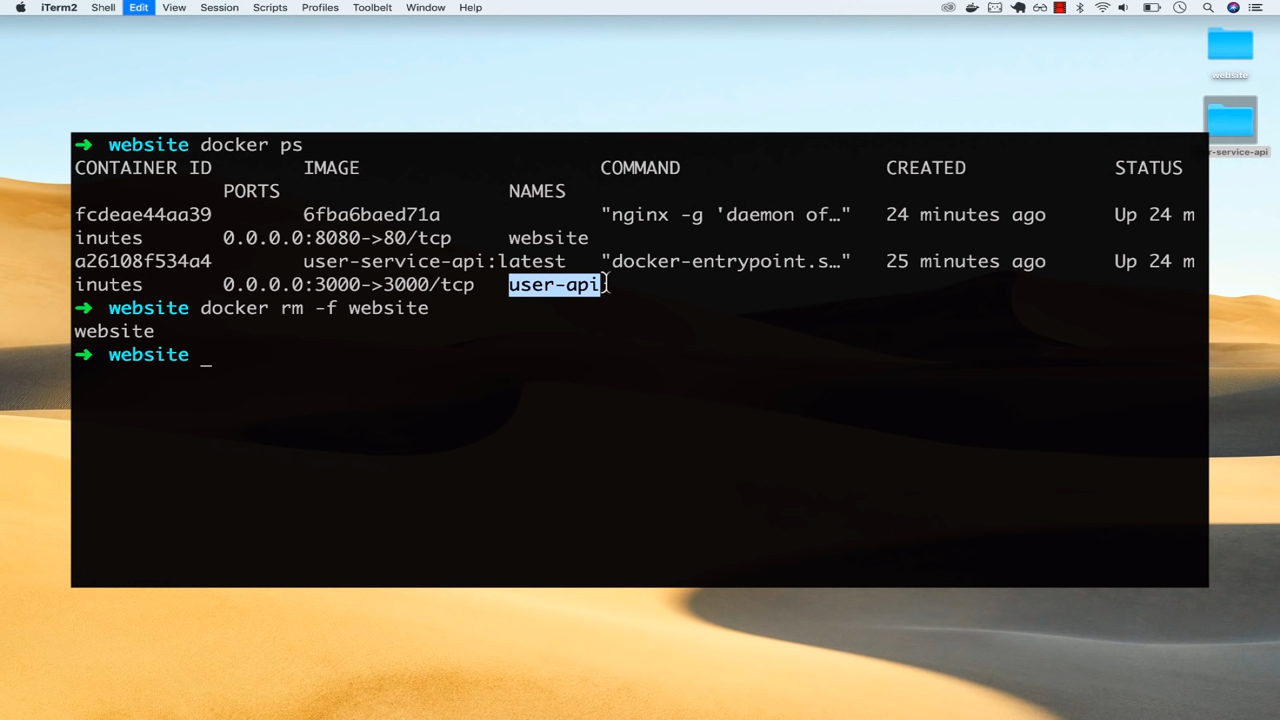 iTerm2 Shell Edit View Session Scripts Profiles Toolbelt Window Help
website
r-service-api
➜ website docker ps
CONTAINER ID IMAGE COMMAND CREATED STATUS
PORTS NAMES
fcdeae44aa39 6fba6baed71a "nginx -g 'daemon of…" 24 minutes ago Up 24 m
inutes 0.0.0.0:8080->80/tcp website
a26108f534a4 user-service-api:latest "docker-entrypoint.s…" 25 minutes ago Up 24 m
inutes 0.0.0.0:3000->3000/tcp user-api
➜ website docker rm -f website
website
➜ website _